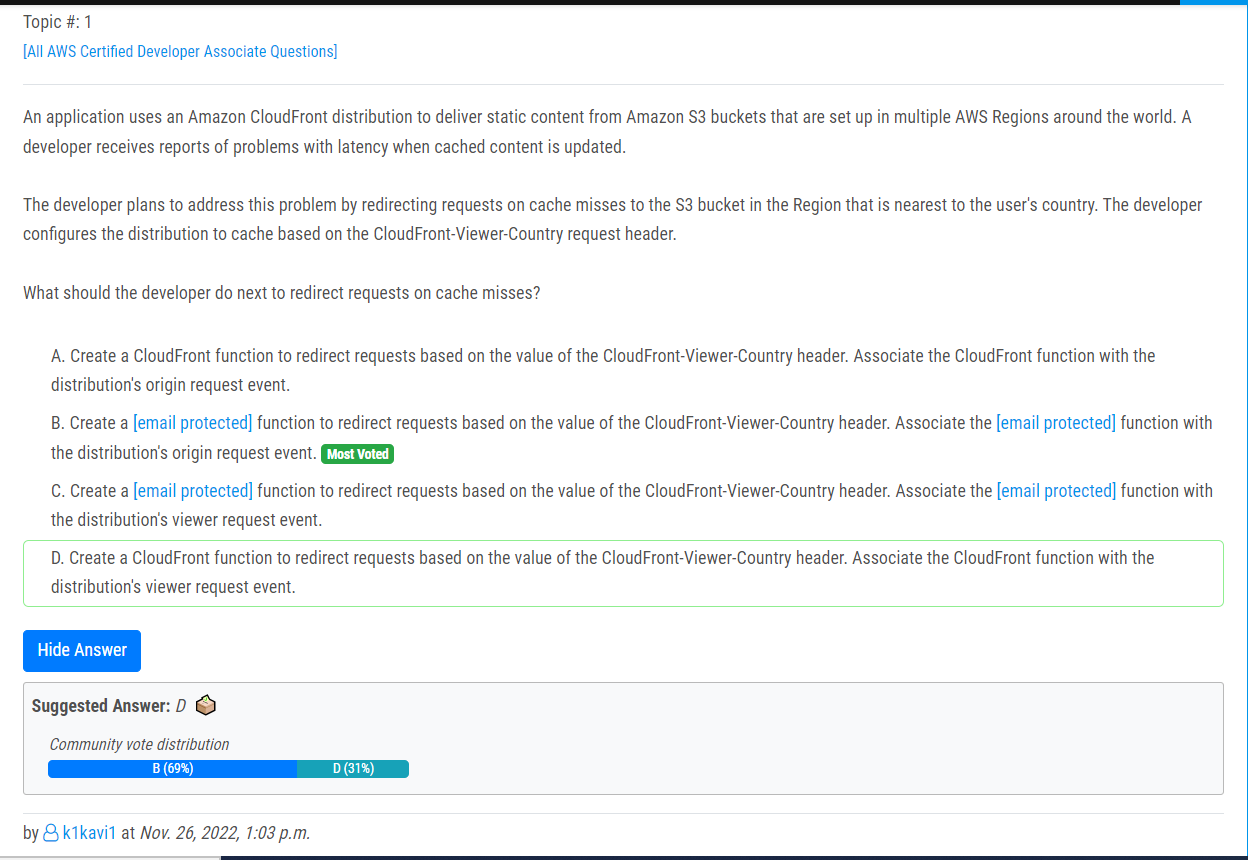 Topic #: 1
[All AWS Certified Developer Associate Questions]
An application uses an Amazon CloudFront distribution to deliver static content from Amazon S3 buckets that are set up in multiple AWS Regions around the world. A
developer receives reports of problems with latency when cached content is updated.
The developer plans to address this problem by redirecting requests on cache misses to the S3 bucket in the Region that is nearest to the user's country. The developer
configures the distribution to cache based on the CloudFront-Viewer-Country request header.
What should the developer do next to redirect requests on cache misses?
A. Create a CloudFront function to redirect requests based on the value of the CloudFront-Viewer-Country header. Associate the CloudFront function with the
distribution's origin request event.
B. Create a [email protected] function to redirect requests based on the value of the CloudFront-Viewer-Country header. Associate the [email protected] function with
the distribution's origin request event. Most Voted
C. Create a [email protected] function to redirect requests based on the value of the CloudFront-Viewer-Country header. Associate the [email protected] function with
the distribution's viewer request event.
D. Create a CloudFront function to redirect requests based on the value of the CloudFront-Viewer-Country header. Associate the CloudFront function with the
distribution's viewer request event.
Hide Answer
Suggested Answer: D
Community vote distribution
B (69%) D (31%)
by k1kavi1 at Nov. 26, 2022, 1:03 p.m.